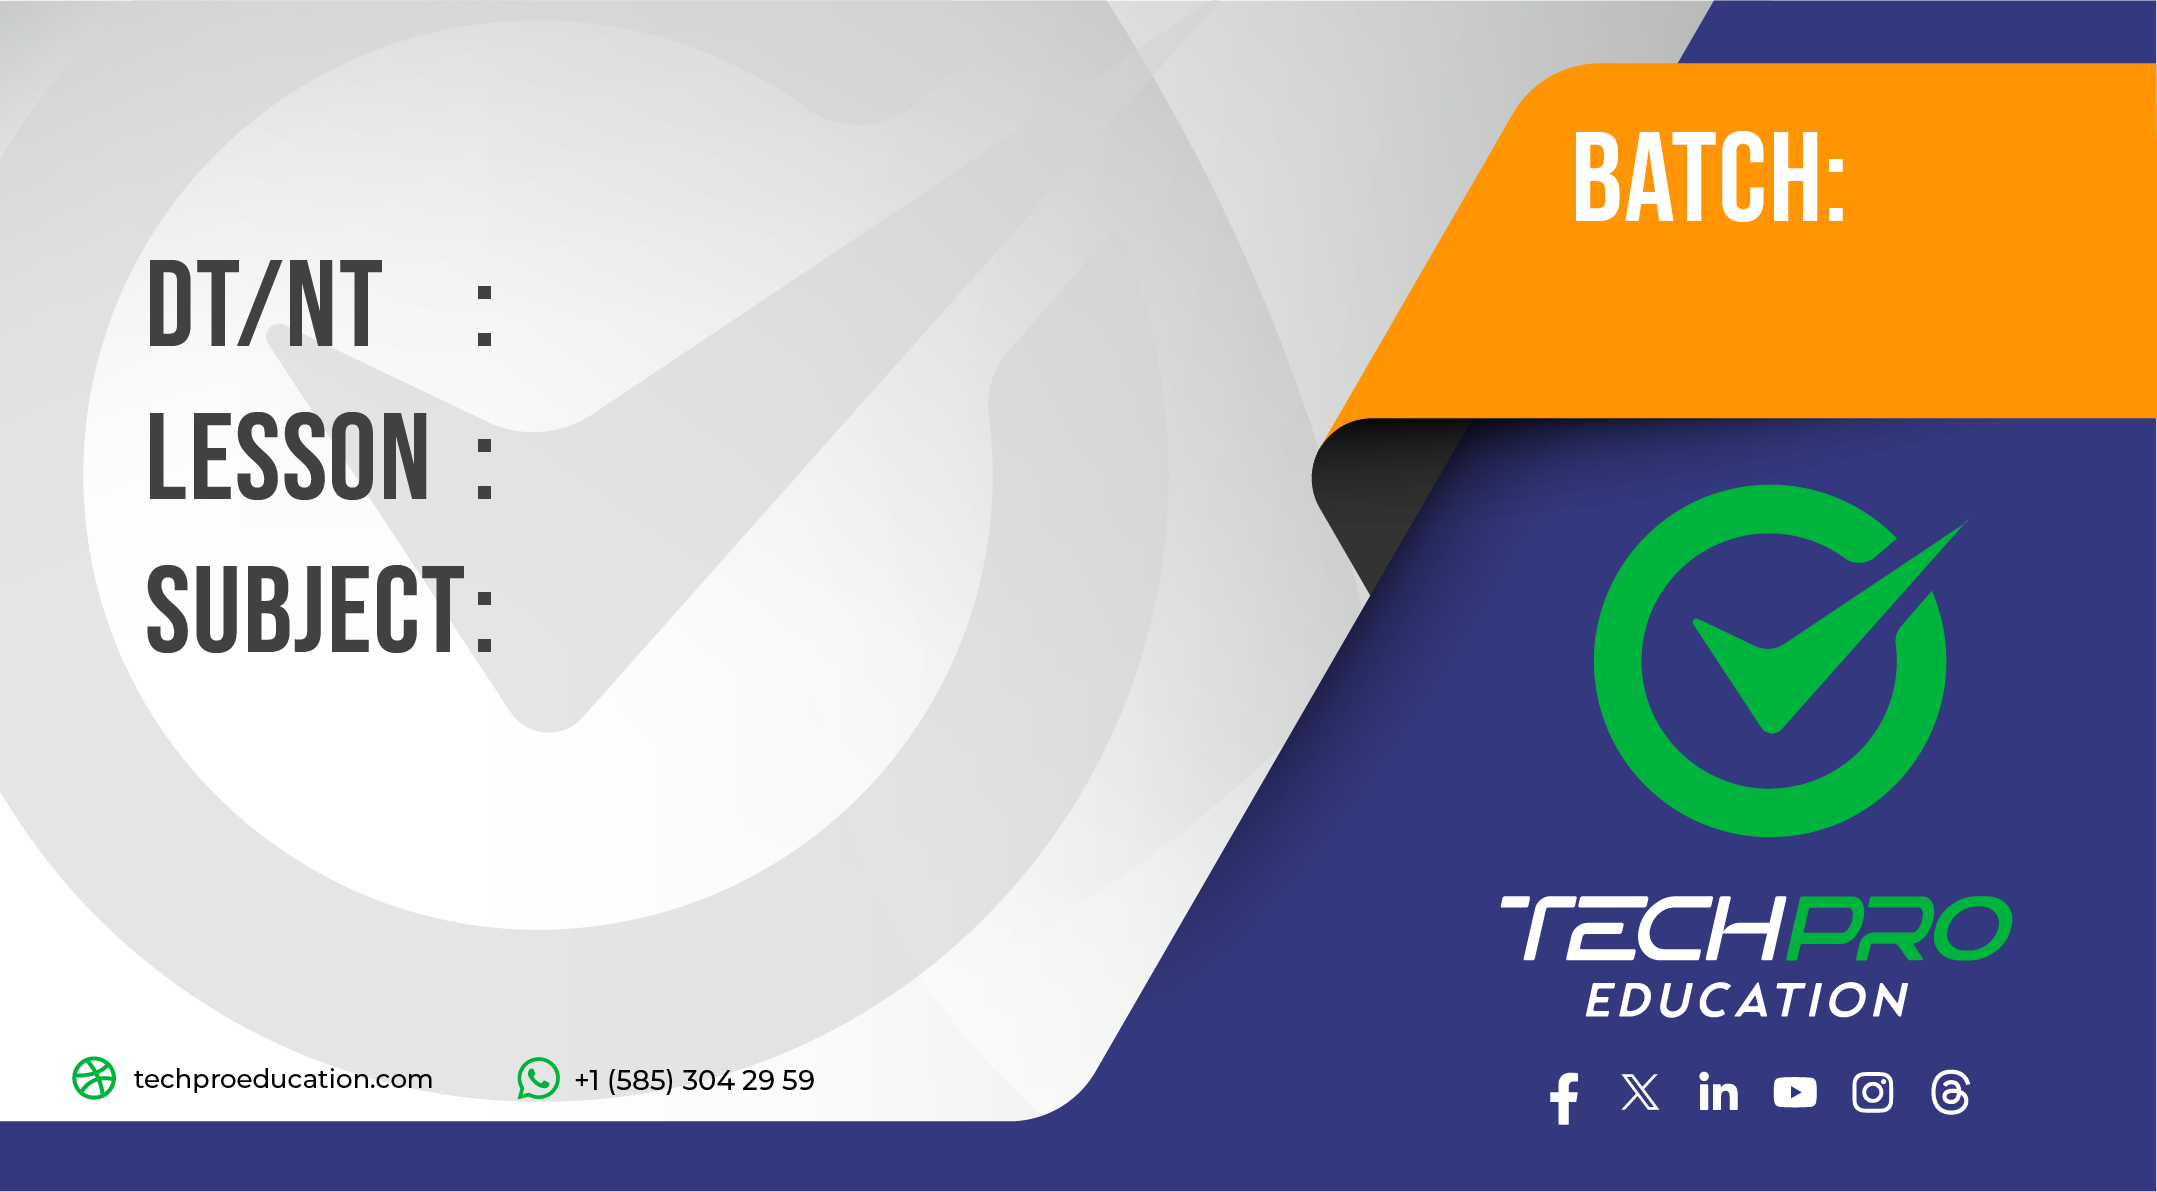 BATCH:
DT/NT :
LESSON :
SUBJECT :
TECHPRO
EDUCATION
techproeducation.com
+1 (585) 304 29 59